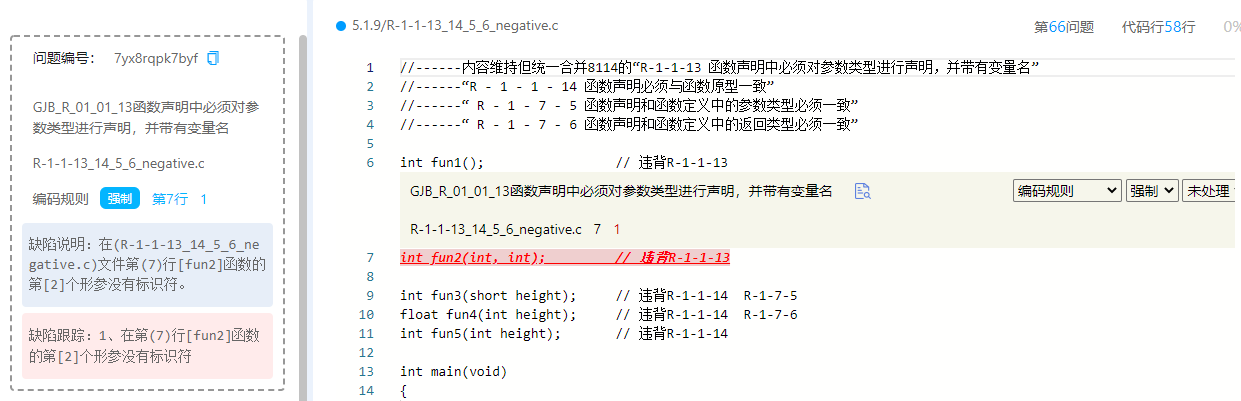 问题编号： 7yx8rqpk7byf
GJB_R_01_01_13函数声明中必须对参
数类型进行声明，并带有变量名
R-1-1-13_14_5_6_negative.c
编码规则 强制 第7行 1
缺陷说明：在(R-1-1-13_14_5_6_ne
gative.c)文件第(7)行[fun2]函数的
第[2]个形参没有标识符。
缺陷跟踪：1、在第(7)行[fun2]函数
的第[2]个形参没有标识符
5.1.9/R-1-1-13_14_5_6_negative.c 第66问题 代码行58行 0%
1 //------内容维持但统一合并8114的“R-1-1-13 函数声明中必须对参数类型进行声明，并带有变量名”
2 //------“R - 1 - 1 - 14 函数声明必须与函数原型一致”
3 //------“ R - 1 - 7 - 5 函数声明和函数定义中的参数类型必须一致”
4 //------“ R - 1 - 7 - 6 函数声明和函数定义中的返回类型必须一致”
5
6 int fun1(); // 违背R-1-1-13
GJB_R_01_01_13函数声明中必须对参数类型进行声明，并带有变量名 编码规则 强制 未处理
R-1-1-13_14_5_6_negative.c 7 1
7 int fun2(int, int); // 违背R-1-1-13
8
9 int fun3(short height); // 违背R-1-1-14 R-1-7-5
10 float fun4(int height); // 违背R-1-1-14 R-1-7-6
11 int fun5(int height); // 违背R-1-1-14
12
13 int main(void)
14 {